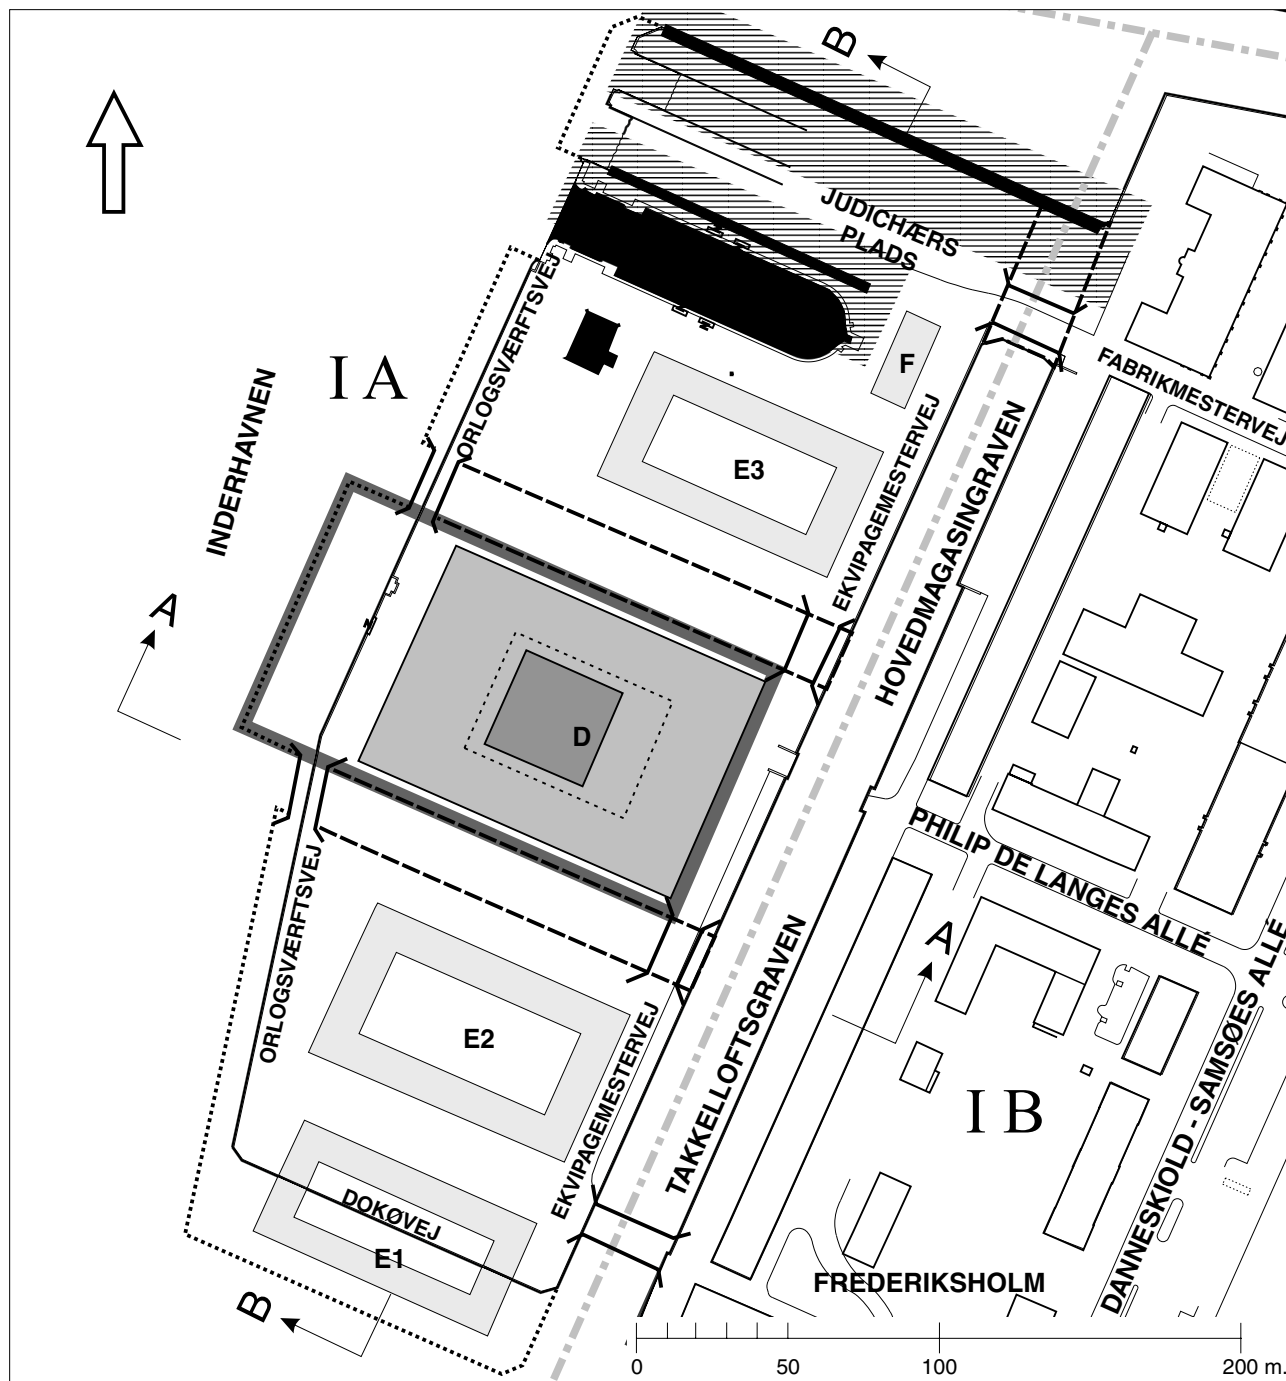 B
JUDICHÆRS
PLADS
ORLOGSVÆRFTSVEJ
I A
INDERHAVNEN
F
FABRIKMESTERVEJ
E3
EKVIPAGEMESTERVEJ
HOVEDMAGASINGRAVEN
A
D
PHILIP DE LANGES ALLÉ
ORLOGSVÆRFTSVEJ
A
E2
EKVIPAGEMESTERVEJ
TAKKELLOFTSGRAVEN
I B
DANNESKIOLD - SAMSØES ALLÉ
DOKØVEJ
E1
FREDERIKSHOLM
B
0 50 100 200 m.